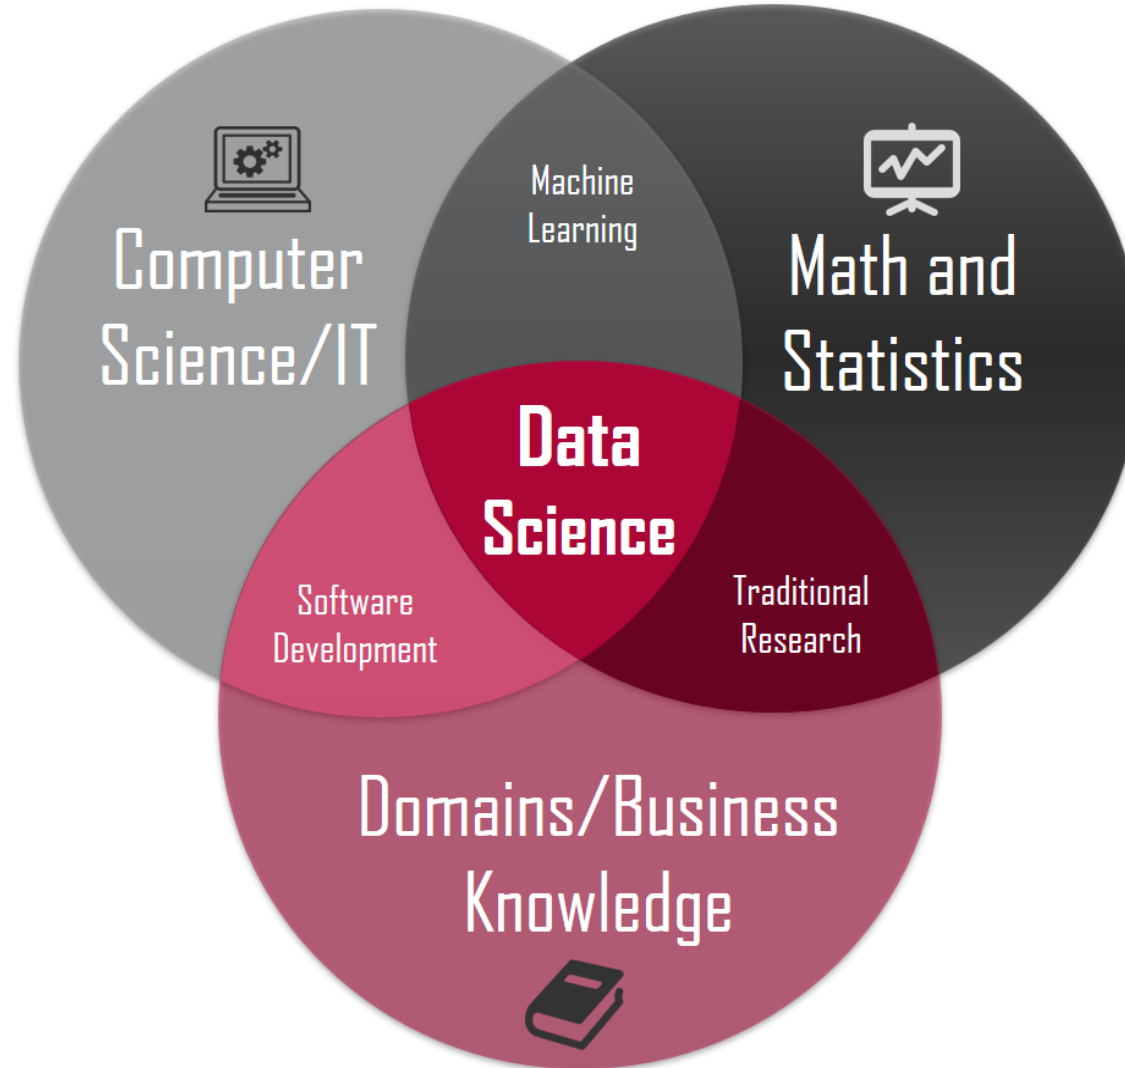 Machine
Learning
Computer
Science/IT
Math and
Statistics
Data
Science
Software
Development
Traditional
Research
Domains/Business
Knowledge